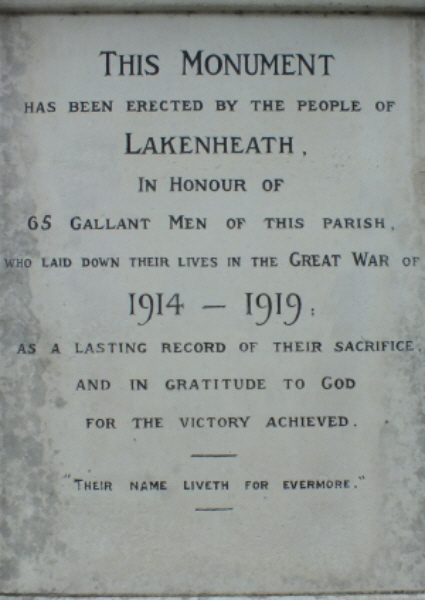 THIS MONUMENT
HAS BEEN ERECTED BY THE PEOPLE OF
LAKENHEATH,
IN HONOUR OF
65 GALLANT MEN OF THIS PARISH,
WHO LAID DOWN THEIR LIVES IN THE GREAT WAR OF
1914 — 1919;
AS A LASTING RECORD OF THEIR SACRIFICE,
AND IN GRATITUDE TO GOD
FOR THE VICTORY ACHIEVED.
"THEIR NAME LIVETH FOR EVERMORE."